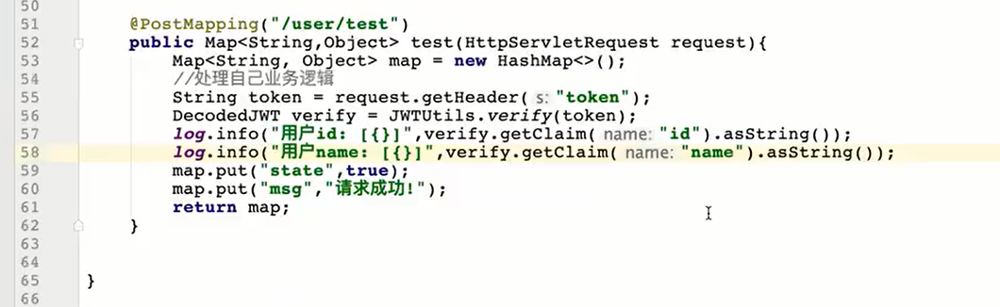 50
51 @PostMapping("/user/test")
52 public Map<String,Object> test(HttpServletRequest request){
53 Map<String, Object> map = new HashMap<>();
54 //处理自己业务逻辑
55 String token = request.getHeader( s: "token");
56 DecodedJWT verify = JWTUtils.verify(token);
57 log.info("用户id: [{}]",verify.getClaim( name: "id").asString());
58 log.info("用户name: [{}]",verify.getClaim( name: "name").asString());
59 map.put("state",true);
60 map.put("msg","请求成功!");
61 return map;
62 }
63
64
65 }
66